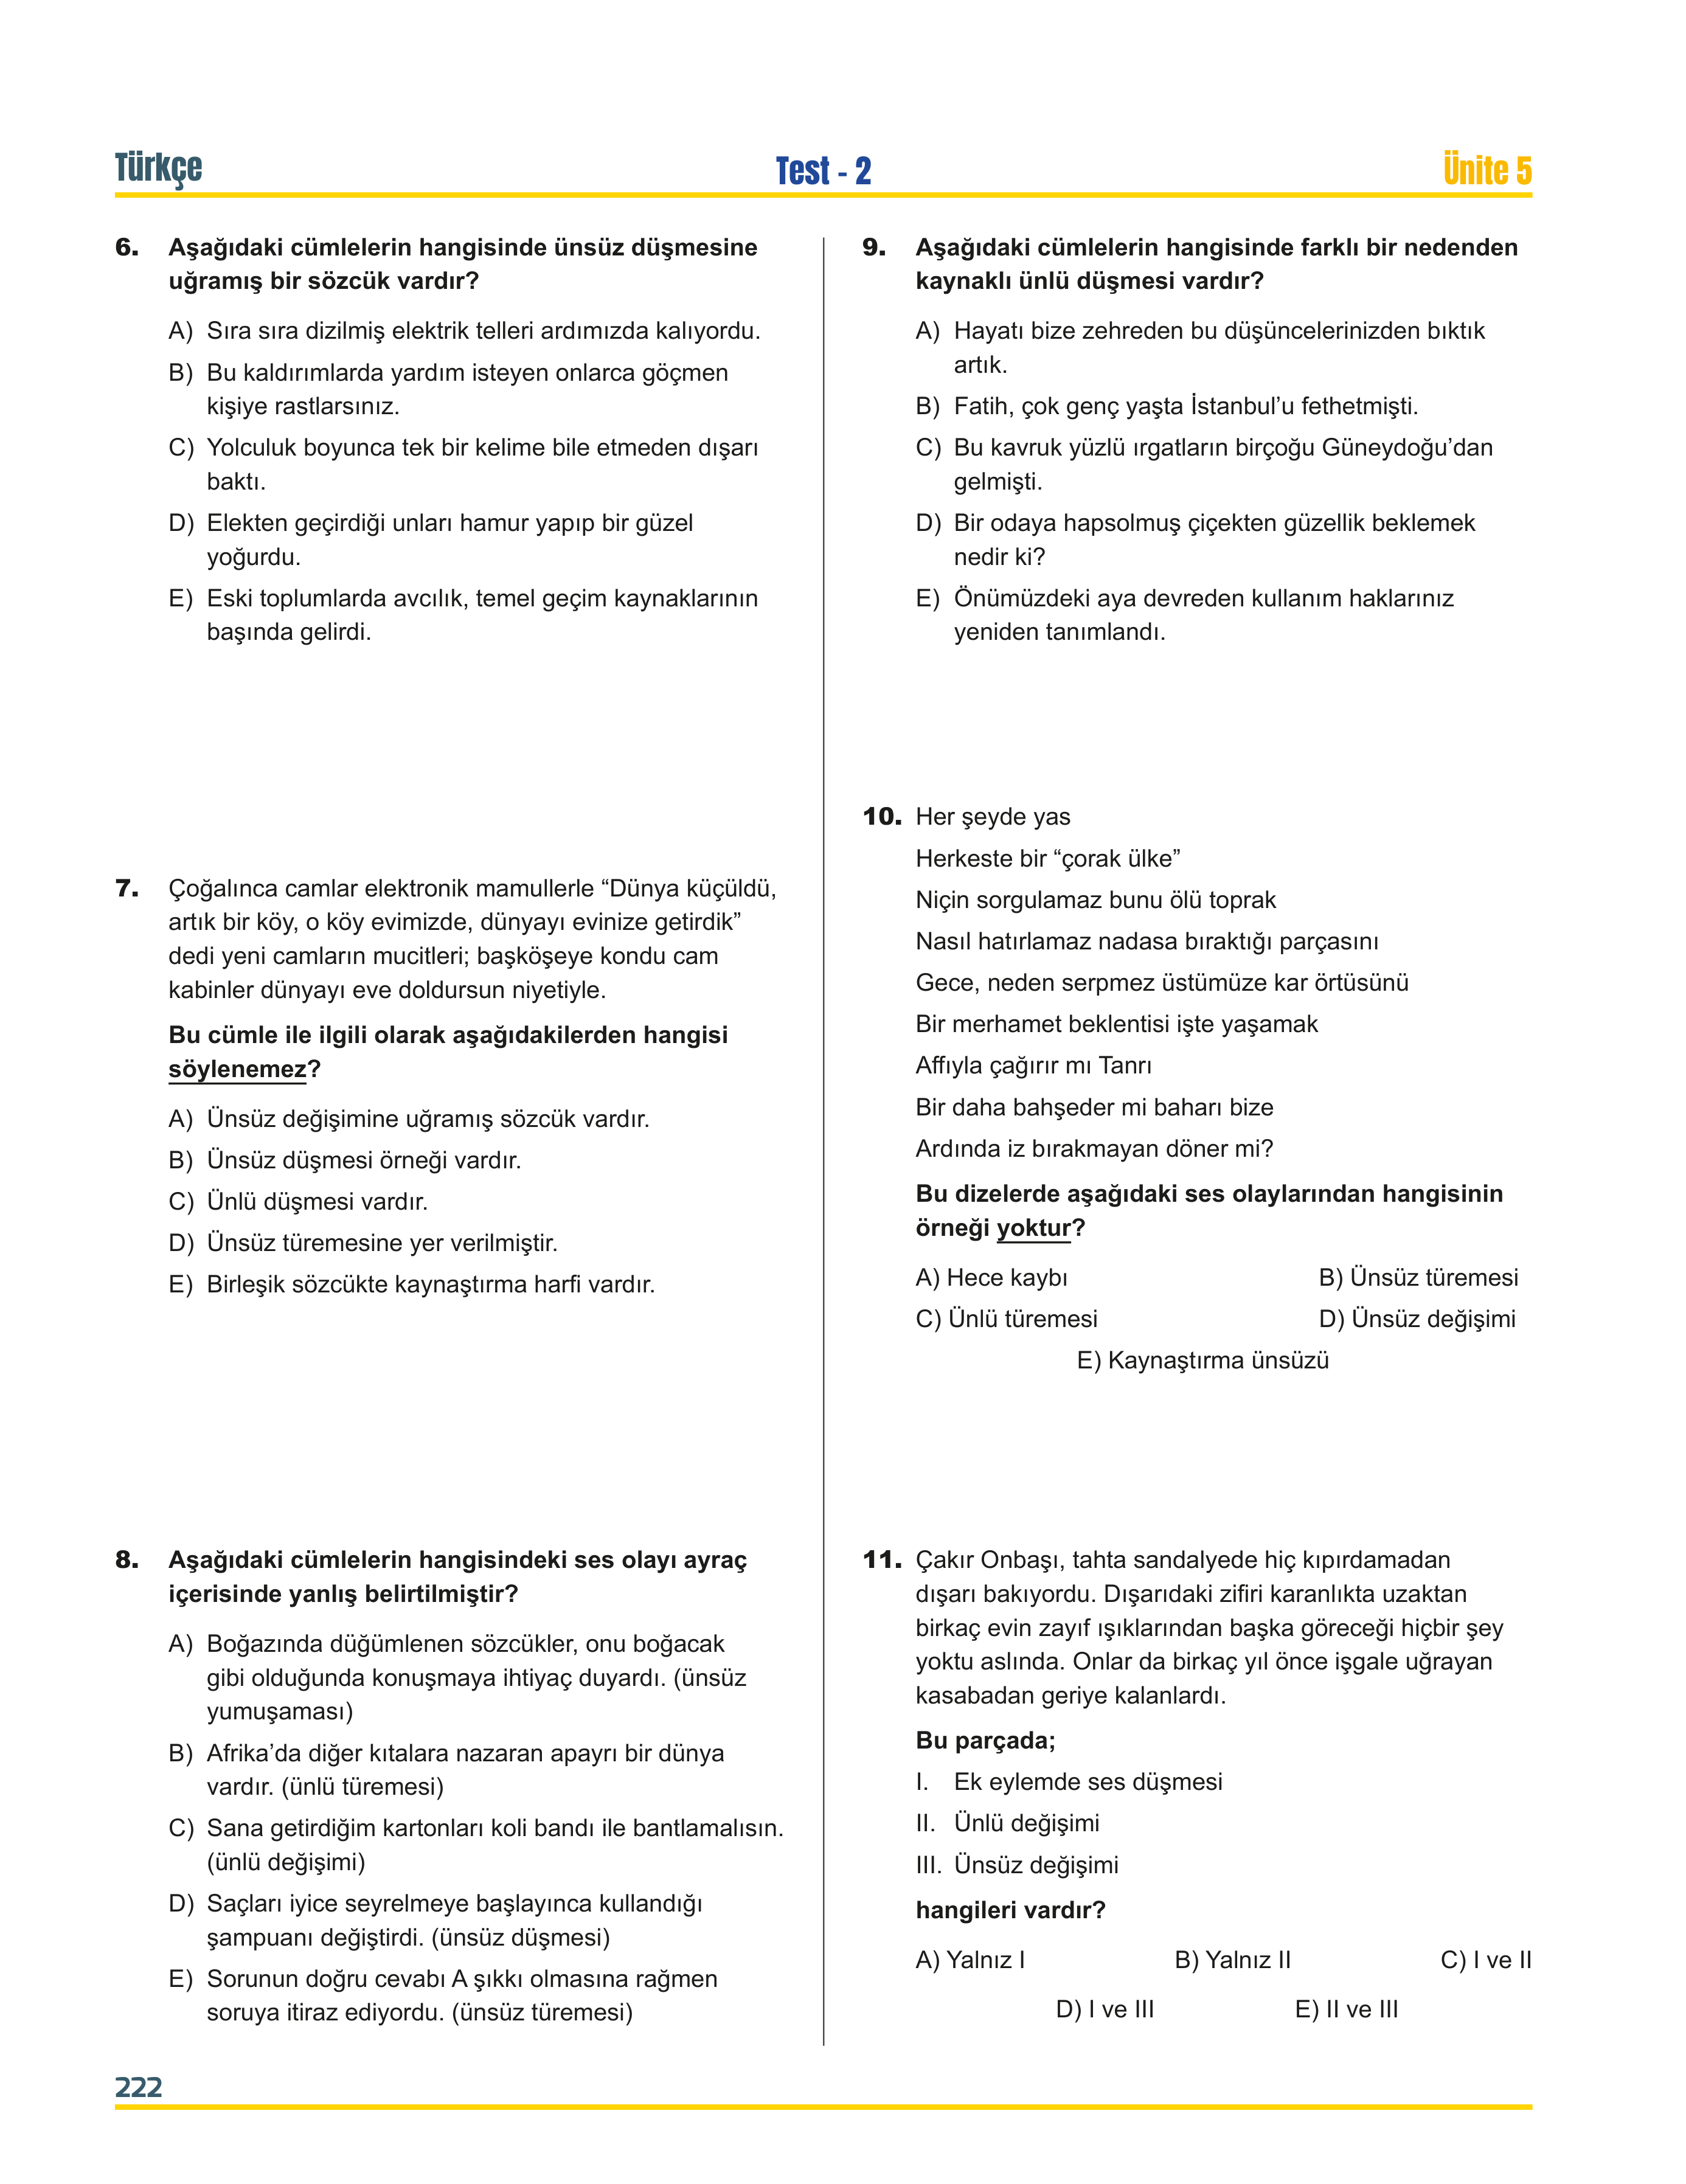 Türkçe
Test - 2
Ünite 5
6. Aşağıdaki cümlelerin hangisinde ünsüz düşmesine
uğramış bir sözcük vardır?
A) Sıra sıra dizilmiş elektrik telleri ardımızda kalıyordu.
B) Bu kaldırımlarda yardım isteyen onlarca göçmen
kişiye rastlarsınız.
C) Yolculuk boyunca tek bir kelime bile etmeden dışarı
baktı.
D) Elekten geçirdiği unları hamur yapıp bir güzel
yoğurdu.
E) Eski toplumlarda avcılık, temel geçim kaynaklarının
başında gelirdi.
7. Çoğalınca camlar elektronik mamullerle “Dünya küçüldü,
artık bir köy, o köy evimizde, dünyayı evinize getirdik”
dedi yeni camların mucitleri; başköşeye kondu cam
kabinler dünyayı eve doldursun niyetiyle.
Bu cümle ile ilgili olarak aşağıdakilerden hangisi
söylenemez?
A) Ünsüz değişimine uğramış sözcük vardır.
B) Ünsüz düşmesi örneği vardır.
C) Ünlü düşmesi vardır.
D) Ünsüz türemesine yer verilmiştir.
E) Birleşik sözcükte kaynaştırma harfi vardır.
8. Aşağıdaki cümlelerin hangisindeki ses olayı ayraç
içerisinde yanlış belirtilmiştir?
A) Boğazında düğümlenen sözcükler, onu boğacak
gibi olduğunda konuşmaya ihtiyaç duyardı. (ünsüz
yumuşaması)
B) Afrika’da diğer kıtalara nazaran apayrı bir dünya
vardır. (ünlü türemesi)
C) Sana getirdiğim kartonları koli bandı ile bantlamalısın.
(ünlü değişimi)
D) Saçları iyice seyrelmeye başlayınca kullandığı
şampuanı değiştirdi. (ünsüz düşmesi)
E) Sorunun doğru cevabı A şıkkı olmasına rağmen
soruya itiraz ediyordu. (ünsüz türemesi)
9. Aşağıdaki cümlelerin hangisinde farklı bir nedenden
kaynaklı ünlü düşmesi vardır?
A) Hayatı bize zehreden bu düşüncelerinizden bıktık
artık.
B) Fatih, çok genç yaşta İstanbul’u fethetmişti.
C) Bu kavruk yüzlü ırgatların birçoğu Güneydoğu’dan
gelmişti.
D) Bir odaya hapsolmuş çiçekten güzellik beklemek
nedir ki?
E) Önümüzdeki aya devreden kullanım haklarınız
yeniden tanımlandı.
10. Her şeyde yas
Herkeste bir “çorak ülke”
Niçin sorgulamaz bunu ölü toprak
Nasıl hatırlamaz nadasa bıraktığı parçasını
Gece, neden serpmez üstümüze kar örtüsünü
Bir merhamet beklentisi işte yaşamak
Affıyla çağırır mı Tanrı
Bir daha bahşeder mi baharı bize
Ardında iz bırakmayan döner mi?
Bu dizelerde aşağıdaki ses olaylarından hangisinin
örneği yoktur?
A) Hece kaybı B) Ünsüz türemesi
C) Ünlü türemesi D) Ünsüz değişimi
E) Kaynaştırma ünsüzü
11. Çakır Onbaşı, tahta sandalyede hiç kıpırdamadan
dışarı bakıyordu. Dışarıdaki zifiri karanlıkta uzaktan
birkaç evin zayıf ışıklarından başka göreceği hiçbir şey
yoktu aslında. Onlar da birkaç yıl önce işgale uğrayan
kasabadan geriye kalanlardı.
Bu parçada;
I. Ek eylemde ses düşmesi
II. Ünlü değişimi
III. Ünsüz değişimi
hangileri vardır?
A) Yalnız I B) Yalnız II C) I ve II
D) I ve III E) II ve III
222